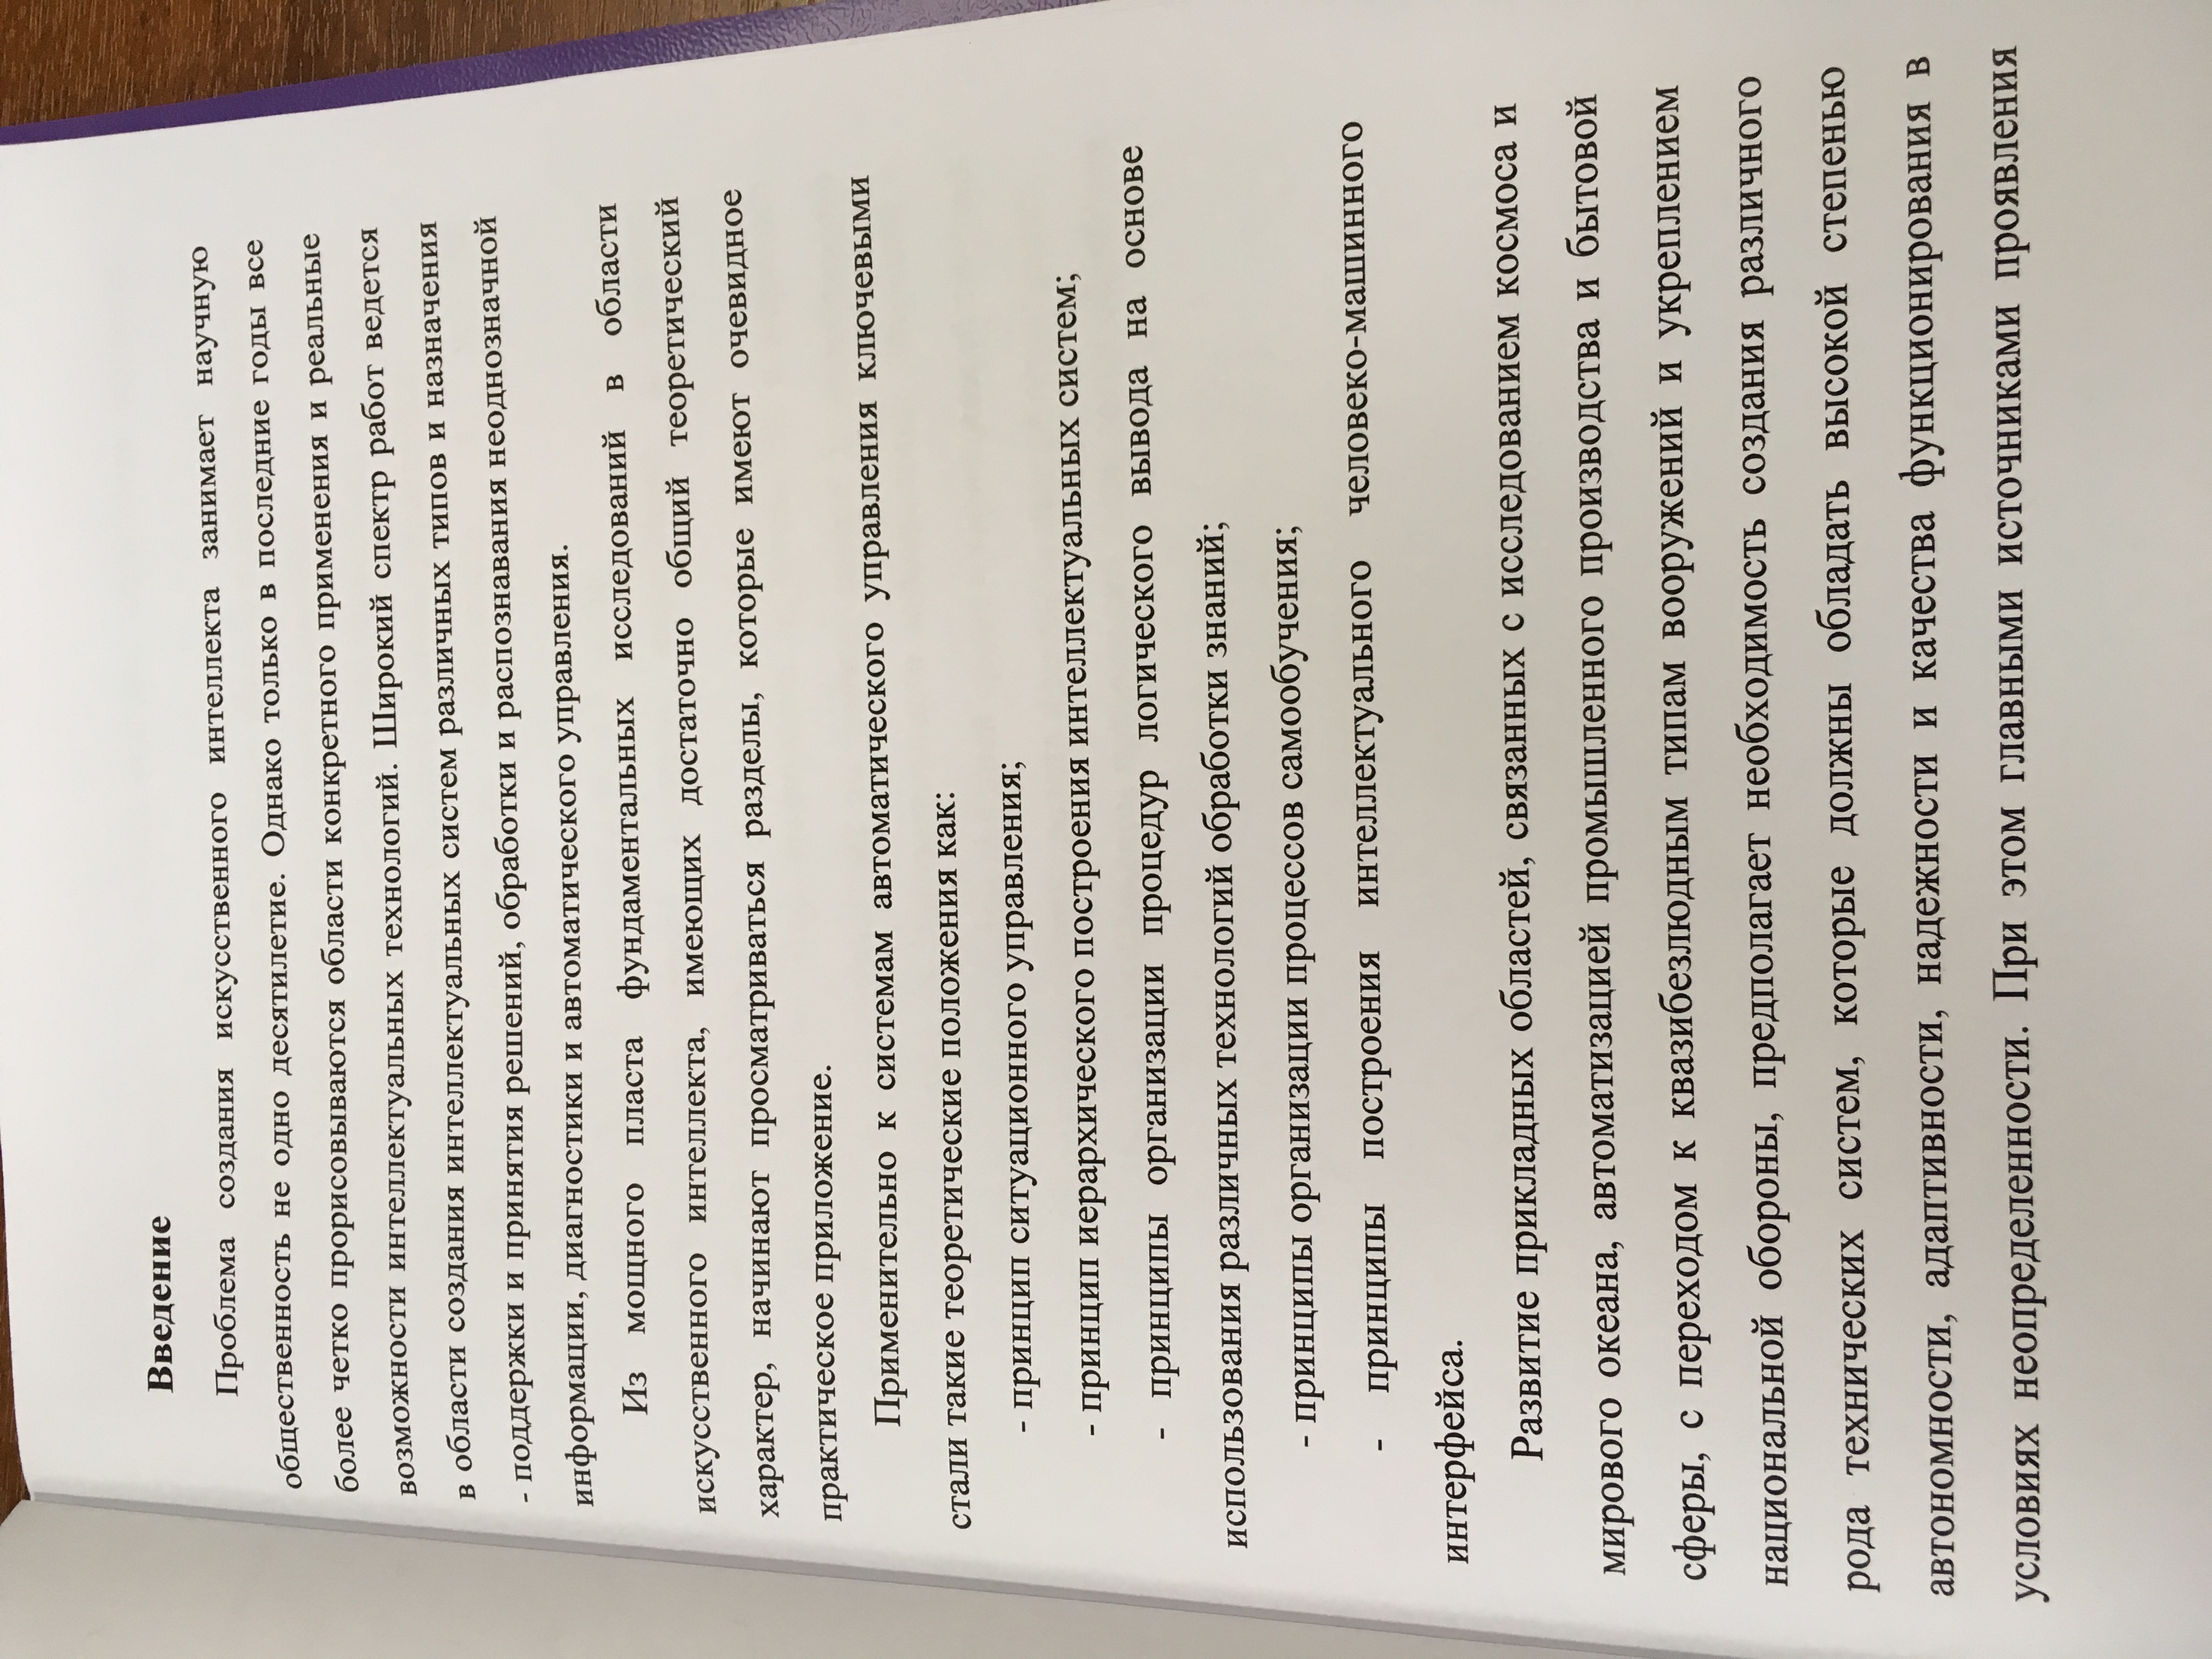 Введение
Проблема создания искусственного интеллекта занимает научную
общественность не одно десятилетие. Однако только в последние годы все
более четко прорисовываются области конкретного применения и реальные
возможности интеллектуальных технологий. Широкий спектр работ ведется
в области создания интеллектуальных систем различных типов и назначения
- поддержки и принятия решений, обработки и распознавания неоднозначной
информации, диагностики и автоматического управления.
Из мощного пласта фундаментальных исследований в области
искусственного интеллекта, имеющих достаточно общий теоретический
характер, начинают просматриваться разделы, которые имеют очевидное
практическое приложение.
Применительно к системам автоматического управления ключевыми
стали такие теоретические положения как:
- принцип ситуационного управления;
- принцип иерархического построения интеллектуальных систем;
- принципы организации процедур логического вывода на основе
использования различных технологий обработки знаний;
- принципы организации процессов самообучения;
- принципы построения интеллектуального человеко-машинного
интерфейса.
Развитие прикладных областей, связанных с исследованием космоса и
мирового океана, автоматизацией промышленного производства и бытовой
сферы, с переходом к квазибезлюдным типам вооружений и укреплением
национальной обороны, предполагает необходимость создания различного
рода технических систем, которые должны обладать высокой степенью
автономности, адаптивности, надежности и качества функционирования в
условиях неопределенности. При этом главными источниками проявления